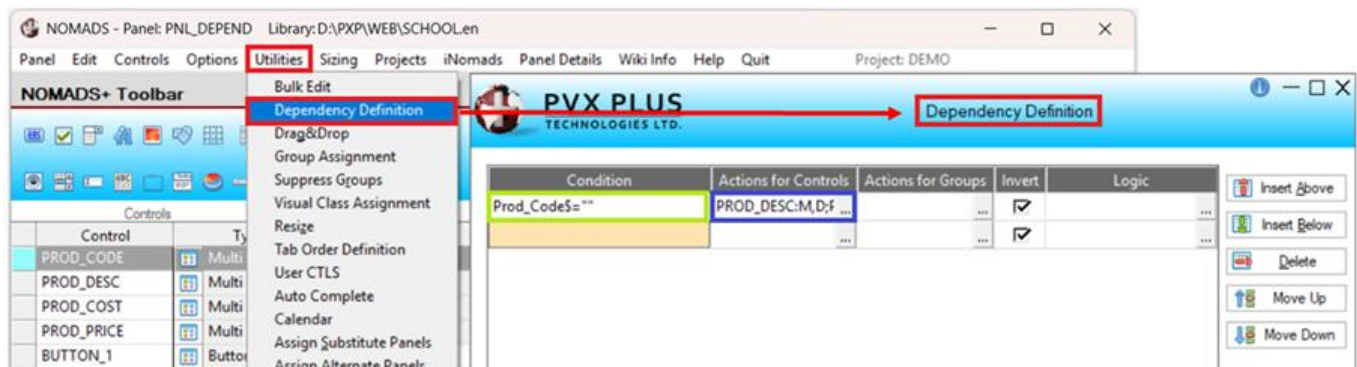 NOMADS - Panel: PNL_DEPEND Library:D:\PXP\WEB\SCHOOL.en
Panel Edit Controls Options Utilities Sizing Projects iNomads Panel Details Wiki Info Help Quit Project: DEMO
NOMADS+ Toolbar
Controls
Control Ty
PROD_CODE Multi
PROD_DESC Multi
PROD_COST Multi
PROD_PRICE Multi
BUTTON_1 Button
Bulk Edit
Dependency Definition
Drag&Drop
Group Assignment
Suppress Groups
Visual Class Assignment
Resize
Tab Order Definition
User CTLS
Auto Complete
Calendar
Assign Substitute Panels
Assign Alternate Panels
PVX PLUS
TECHNOLOGIES LTD.
Dependency Definition
Condition Actions for Controls Actions for Groups Invert Logic
Prod_Code$="" PROD_DESC:M,D;F ... ... ...
... ... ...
Insert Above
Insert Below
Delete
Move Up
Move Down